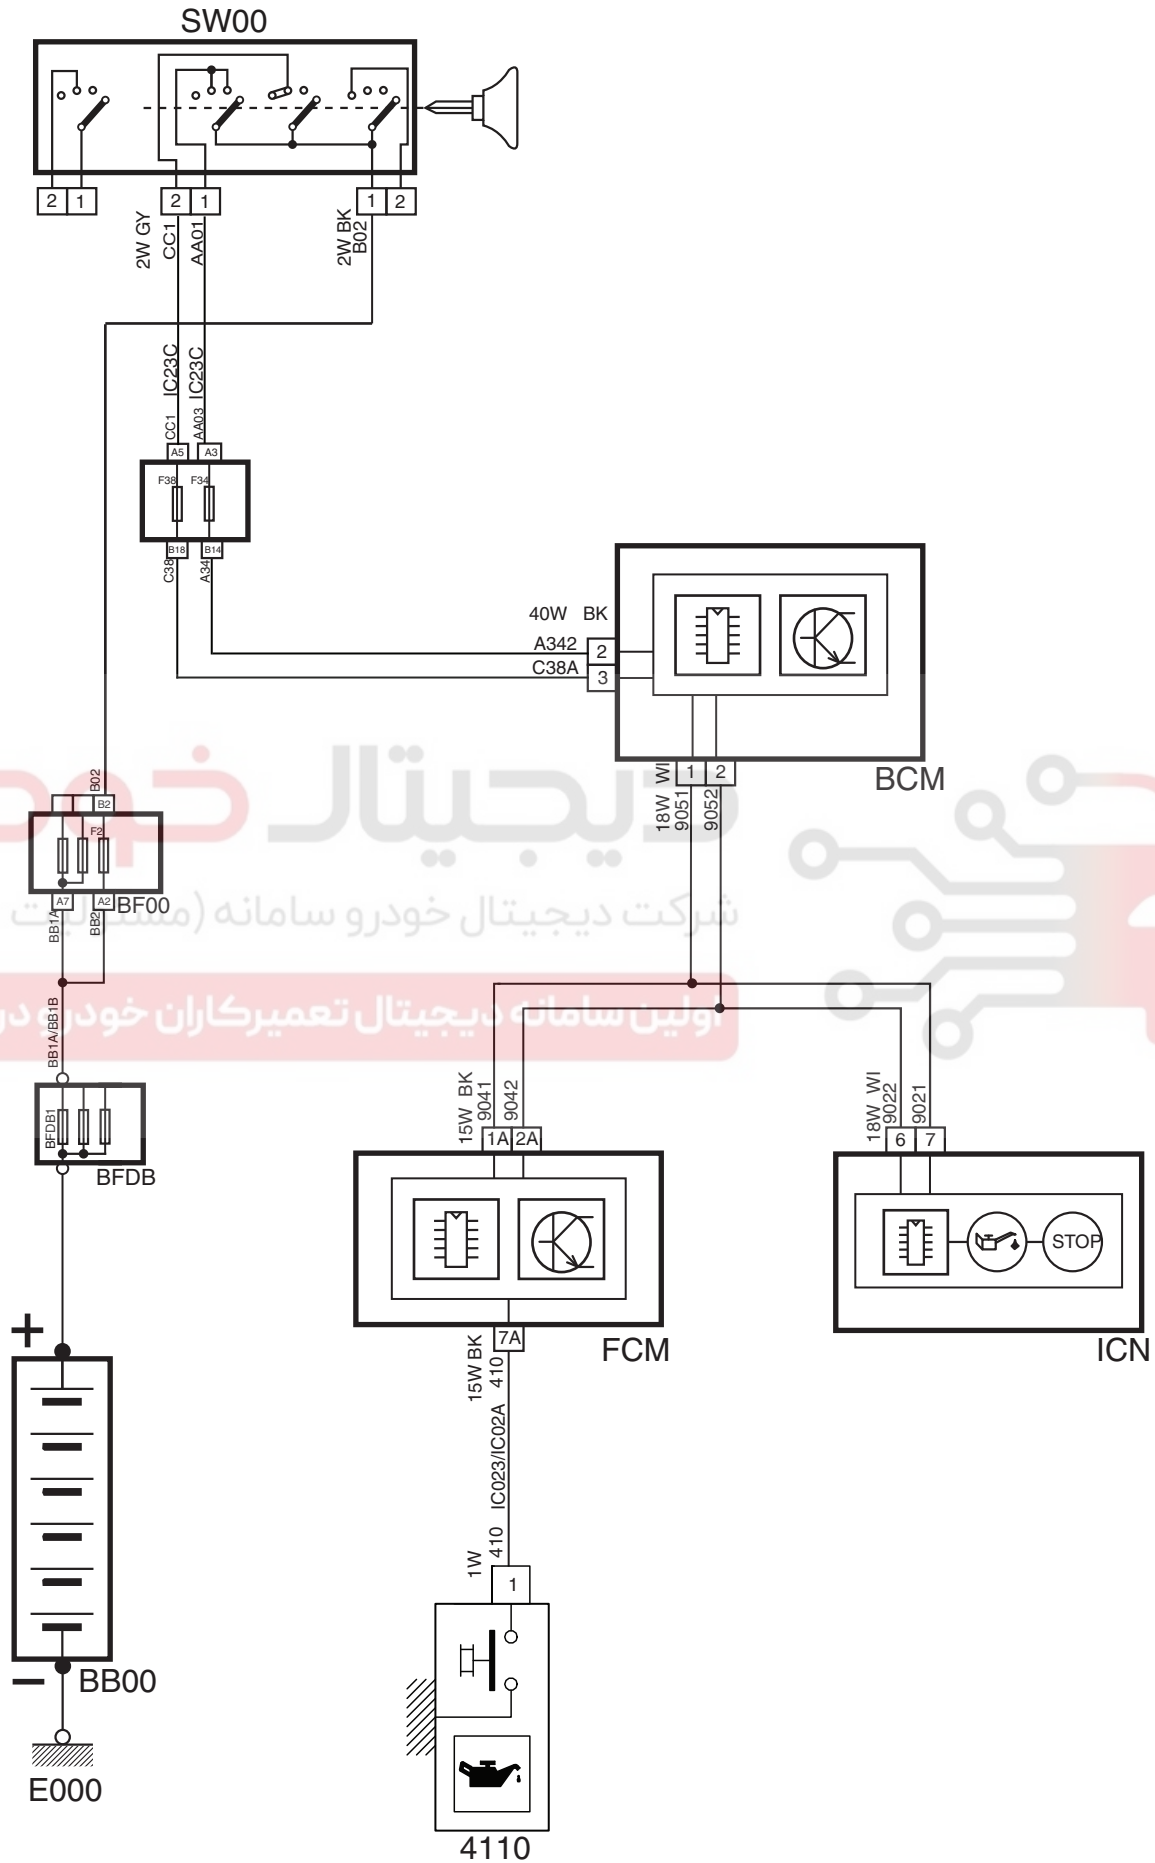 SW00
2 1
2 1
1 2
2W GY
CC1
AA01
2W BK
B02
IC23C
IC23C
CC1
AA03
A5 A3
F38 F34
B18 B14
C38
A34
40W BK
A342
2
C38A
3
BCM
18W WI
1 2
9051
9052
دیجیتال خود
شرکت دیجیتال خودرو سامانه (مسئولیت
اولین سامانه دیجیتال تعمیرکاران خودرو در
B02
B2
F2
A7 A2
BF00
BB1A
BB2
BB1A/BB1B
BFDB1
BFDB
15W BK
9041
9042
1A 2A
18W WI
9022
9021
6 7
STOP
FCM
ICN
7A
15W BK
410
IC023/IC02A
410
1W
1
4110
+
−
BB00
E000